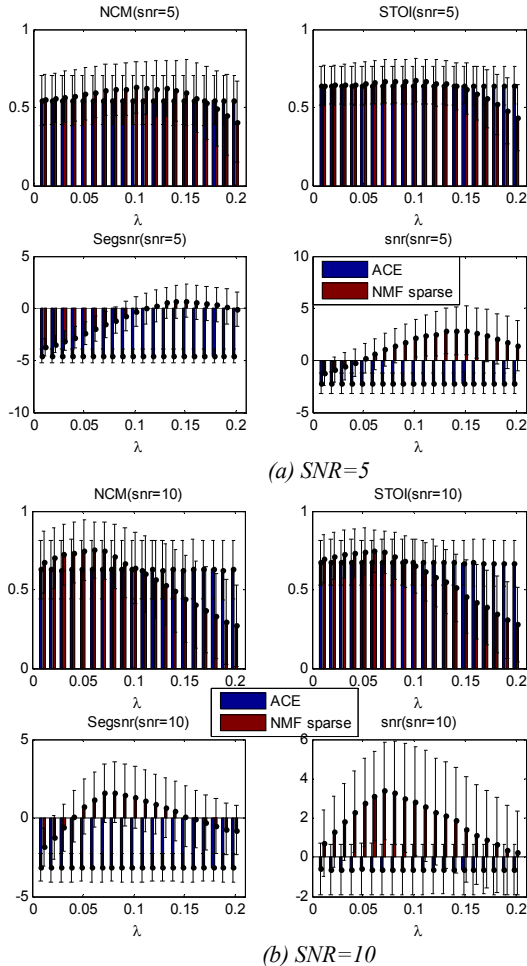 NCM(snr=5)
STOI(snr=5)
1
0.5
0
0 0.05 0.1 0.15 0.2
λ
1
0.5
0
0 0.05 0.1 0.15 0.2
λ
Segsnr(snr=5)
snr(snr=5)
5
0
-5
-10
0 0.05 0.1 0.15 0.2
λ
10
5
0
-5
0 0.05 0.1 0.15 0.2
λ
ACE
NMF sparse
(a) SNR=5
NCM(snr=10)
STOI(snr=10)
1
0.5
0
0 0.05 0.1 0.15 0.2
λ
1
0.5
0
0 0.05 0.1 0.15 0.2
λ
ACE
NMF sparse
Segsnr(snr=10)
snr(snr=10)
5
0
-5
0 0.05 0.1 0.15 0.2
λ
6
4
2
0
-2
0 0.05 0.1 0.15 0.2
λ
(b) SNR=10